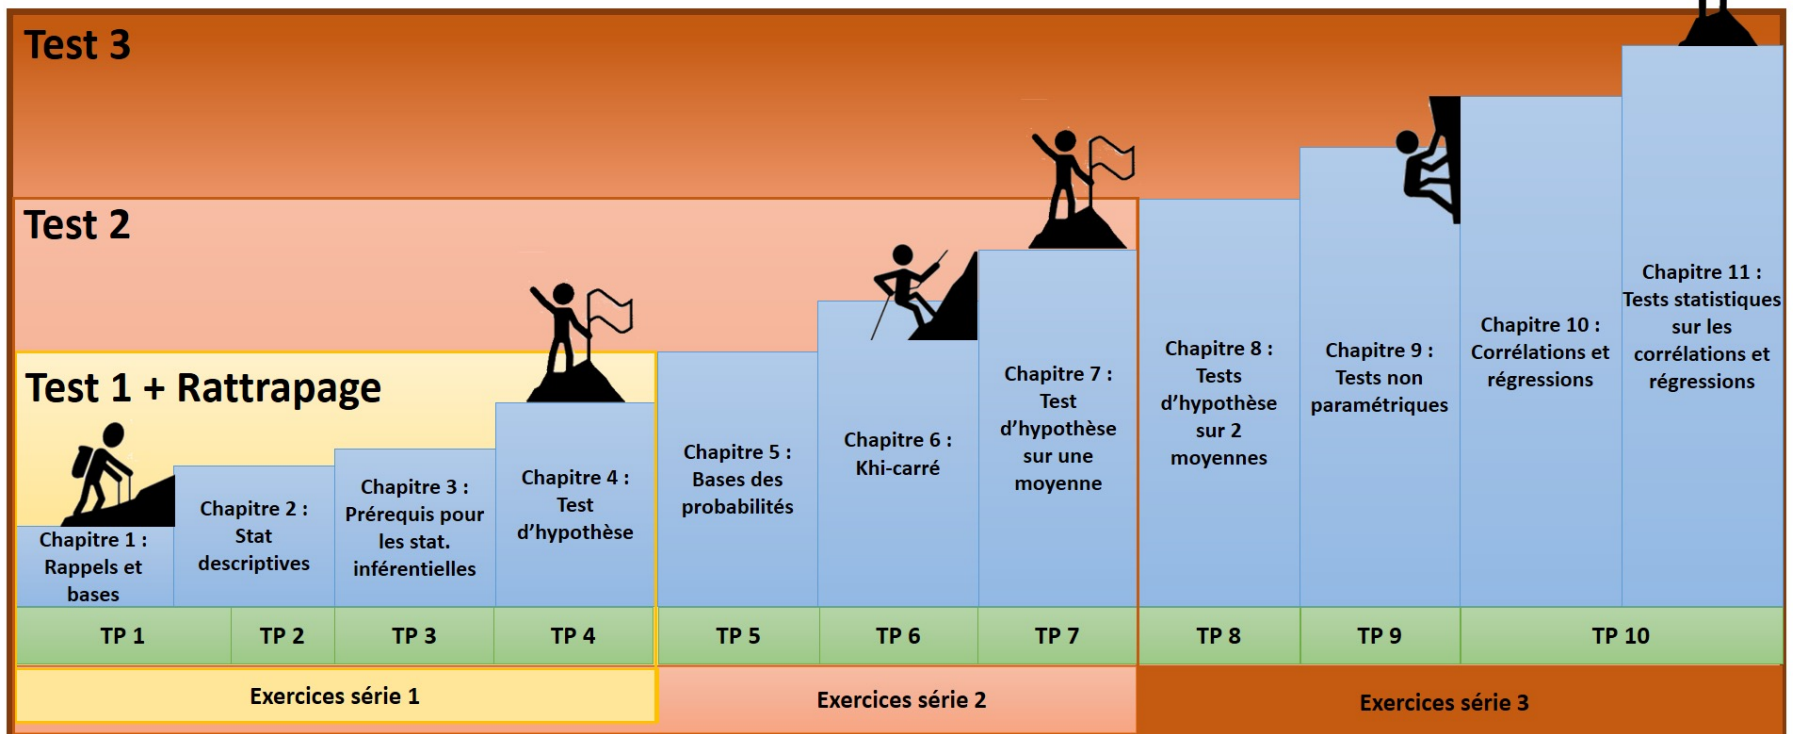 Test 3
Test 2
Test 1 + Rattrapage
Chapitre 1 :
Rappels et
bases
Chapitre 2 :
Stat
descriptives
Chapitre 3 :
Prérequis pour
les stat.
inférentielles
Chapitre 4 :
Test
d’hypothèse
Chapitre 5 :
Bases des
probabilités
Chapitre 6 :
Khi-carré
Chapitre 7 :
Test
d’hypothèse
sur une
moyenne
Chapitre 8 :
Tests
d’hypothèse
sur 2
moyennes
Chapitre 9 :
Tests non
paramétriques
Chapitre 10 :
Corrélations et
régressions
Chapitre 11 :
Tests statistiques
sur les
corrélations et
régressions
TP 1
TP 2
TP 3
TP 4
TP 5
TP 6
TP 7
TP 8
TP 9
TP 10
Exercices série 1
Exercices série 2
Exercices série 3